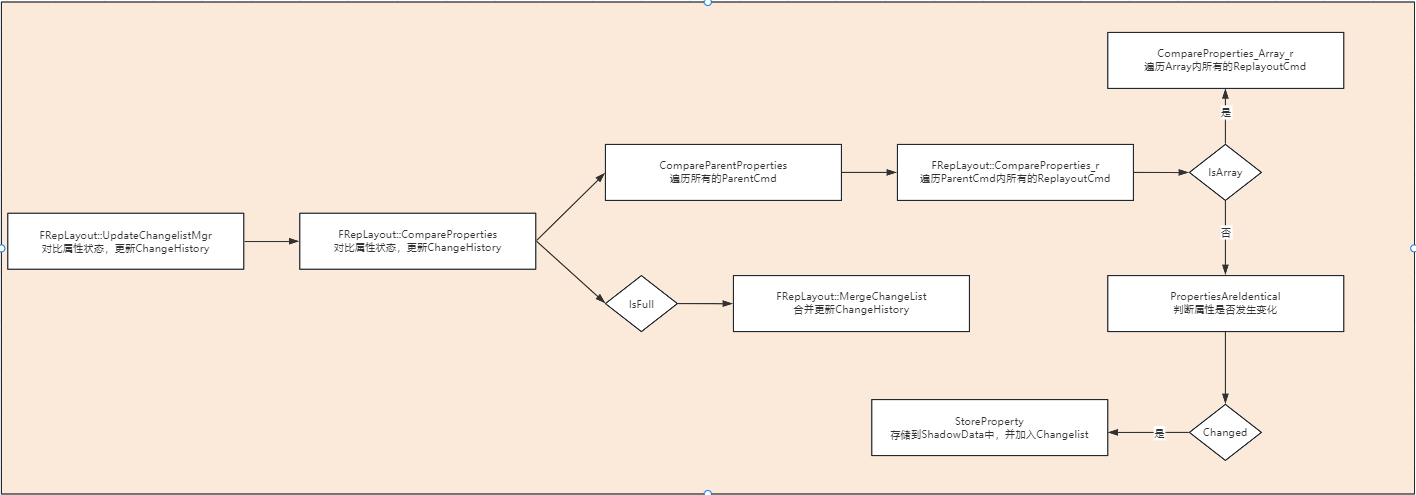 CompareProperties_Array_r
遍历Array内所有的ReplayoutCmd
是
CompareParentProperties
遍历所有的ParentCmd
FRepLayout::CompareProperties_r
遍历ParentCmd内所有的ReplayoutCmd
IsArray
FRepLayout::UpdateChangelistMgr
对比属性状态，更新ChangeHistory
FRepLayout::CompareProperties
对比属性状态，更新ChangeHistory
否
IsFull
FRepLayout::MergeChangeList
合并更新ChangeHistory
PropertiesAreIdentical
判断属性是否发生变化
StoreProperty
存储到ShadowData中，并加入Changelist
是
Changed